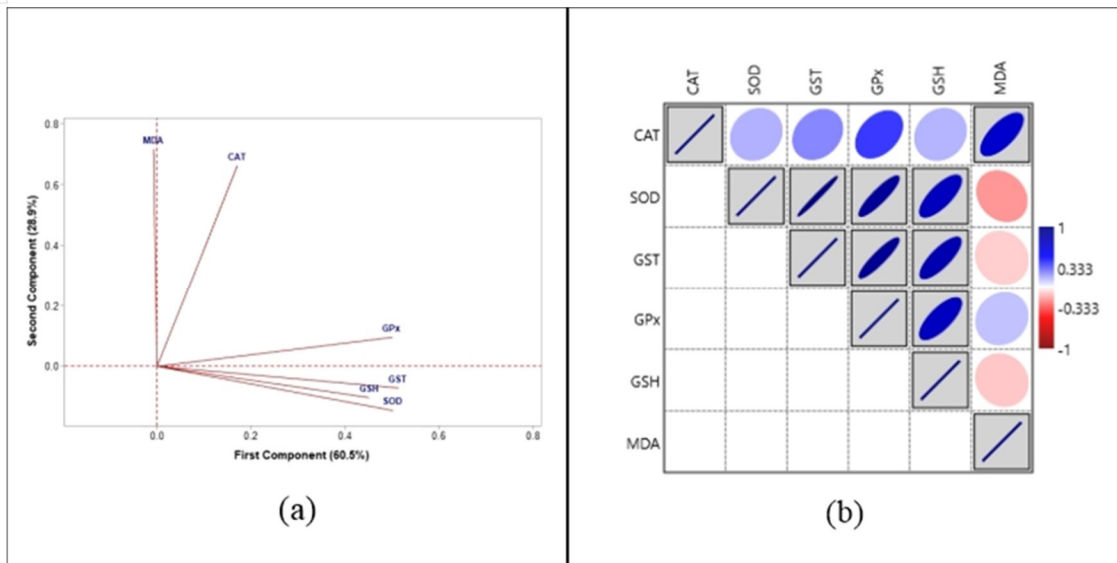 0.8
0.6
0.4
0.2
0.0
0.0
0.2
0.4
0.6
0.8
Second Component (28.9%)
First Component (60.5%)
MDA
CAT
GPx
GST
GSH
SOD
(a)
CAT
SOD
GST
GPx
GSH
MDA
CAT
SOD
GST
GPx
GSH
MDA
1
0.333
-0.333
-1
(b)